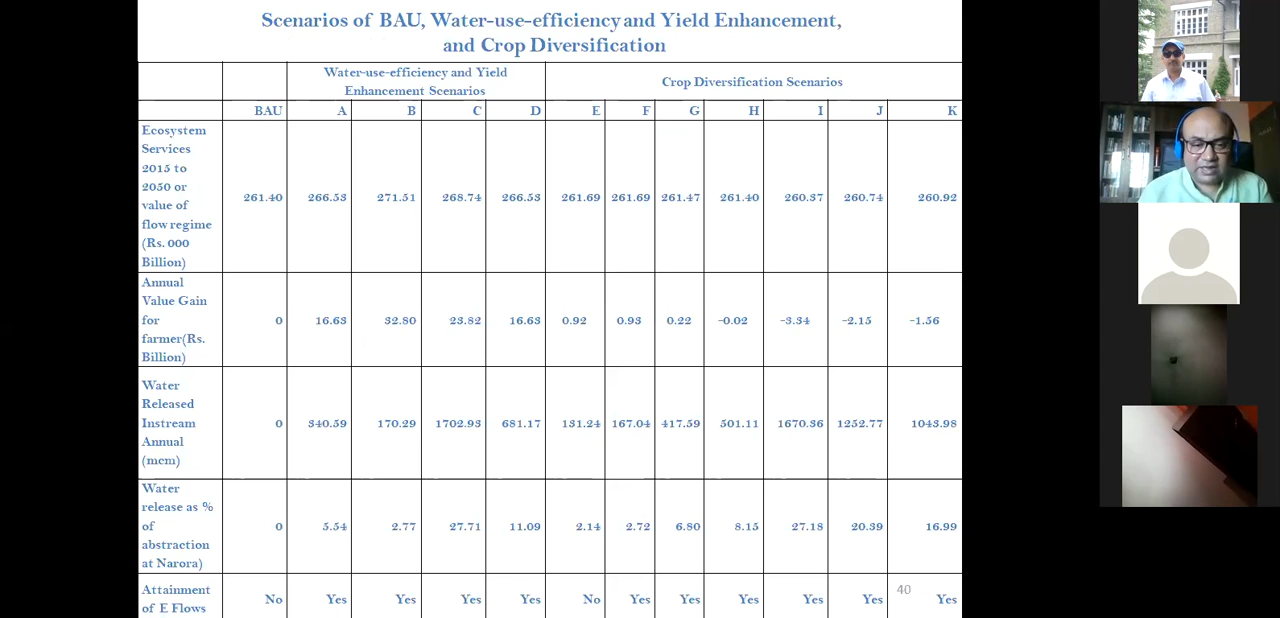 Scenarios of BAU, Water-use-efficiency and Yield Enhancement,
and Crop Diversification
Water-use-efficiency and Yield
Enhancement Scenarios
Crop Diversification Scenarios
BAU A B C D E F G H I J K
Ecosystem
Services
2015 to
2050 or
value of
flow regime
(Rs. 000
Billion)
261.40 266.53 271.51 268.74 266.53 261.69 261.69 261.47 261.40 260.37 260.74 260.92
Annual
Value Gain
for
farmer(Rs.
Billion)
0 16.63 32.80 23.82 16.63 0.92 0.93 0.22 -0.02 -3.34 -2.15 -1.56
Water
Released
Instream
Annual
(mcm)
0 340.59 170.29 1702.93 681.17 131.24 167.04 417.59 501.11 1670.36 1252.77 1043.98
Water
release as %
of
abstraction
at Narora)
0 5.54 2.77 27.71 11.09 2.14 2.72 6.80 8.15 27.18 20.39 16.99
Attainment
of E Flows
No Yes Yes Yes Yes No Yes Yes Yes Yes Yes Yes
40